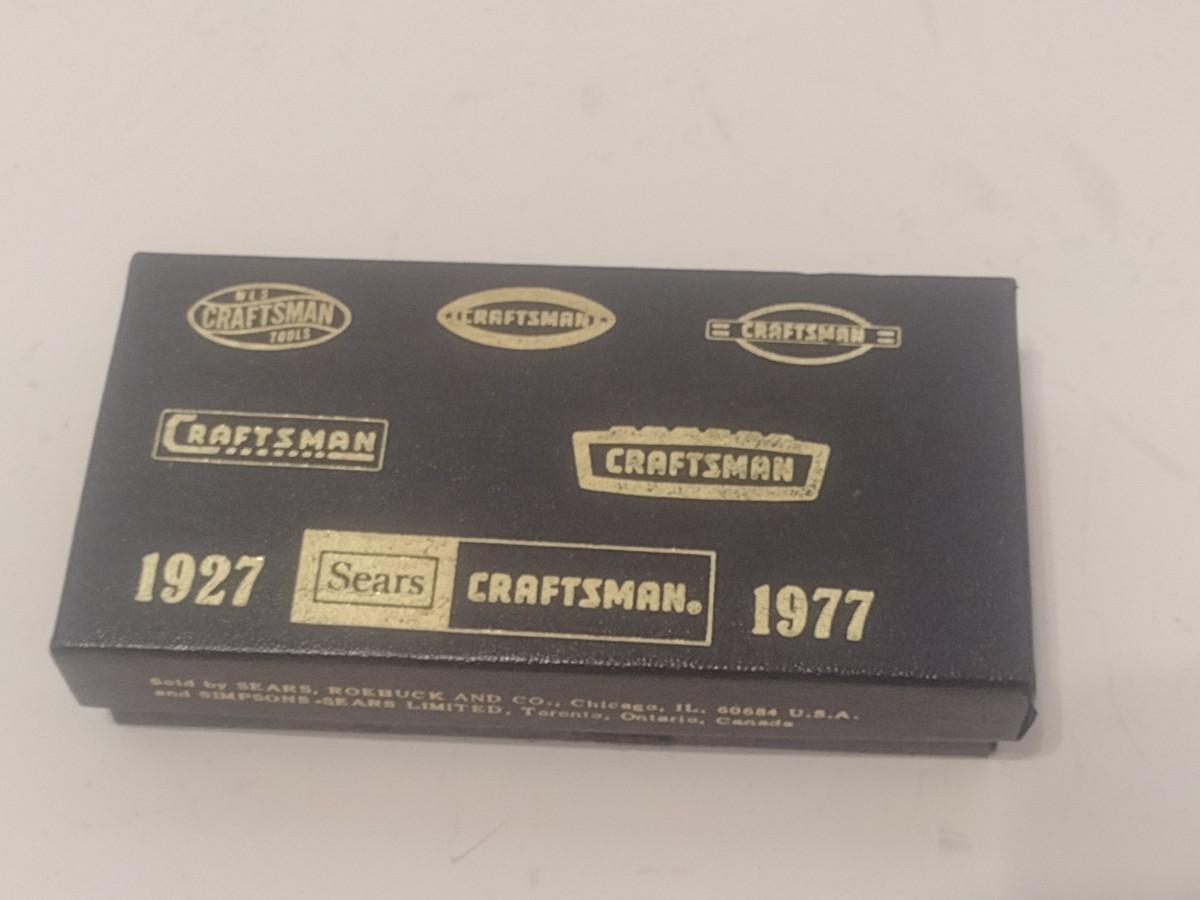 WLS
CRAFTSMAN
TOOLS
CRAFTSMAN
CRAFTSMAN
CRAFTSMAN
CRAFTSMAN
1927
Sears
CRAFTSMAN®
1977
Sold by SEARS, ROEBUCK AND CO., Chicago, IL. 60684 U.S.A.
and SIMPSONS-SEARS LIMITED, Toronto, Ontario, Canada